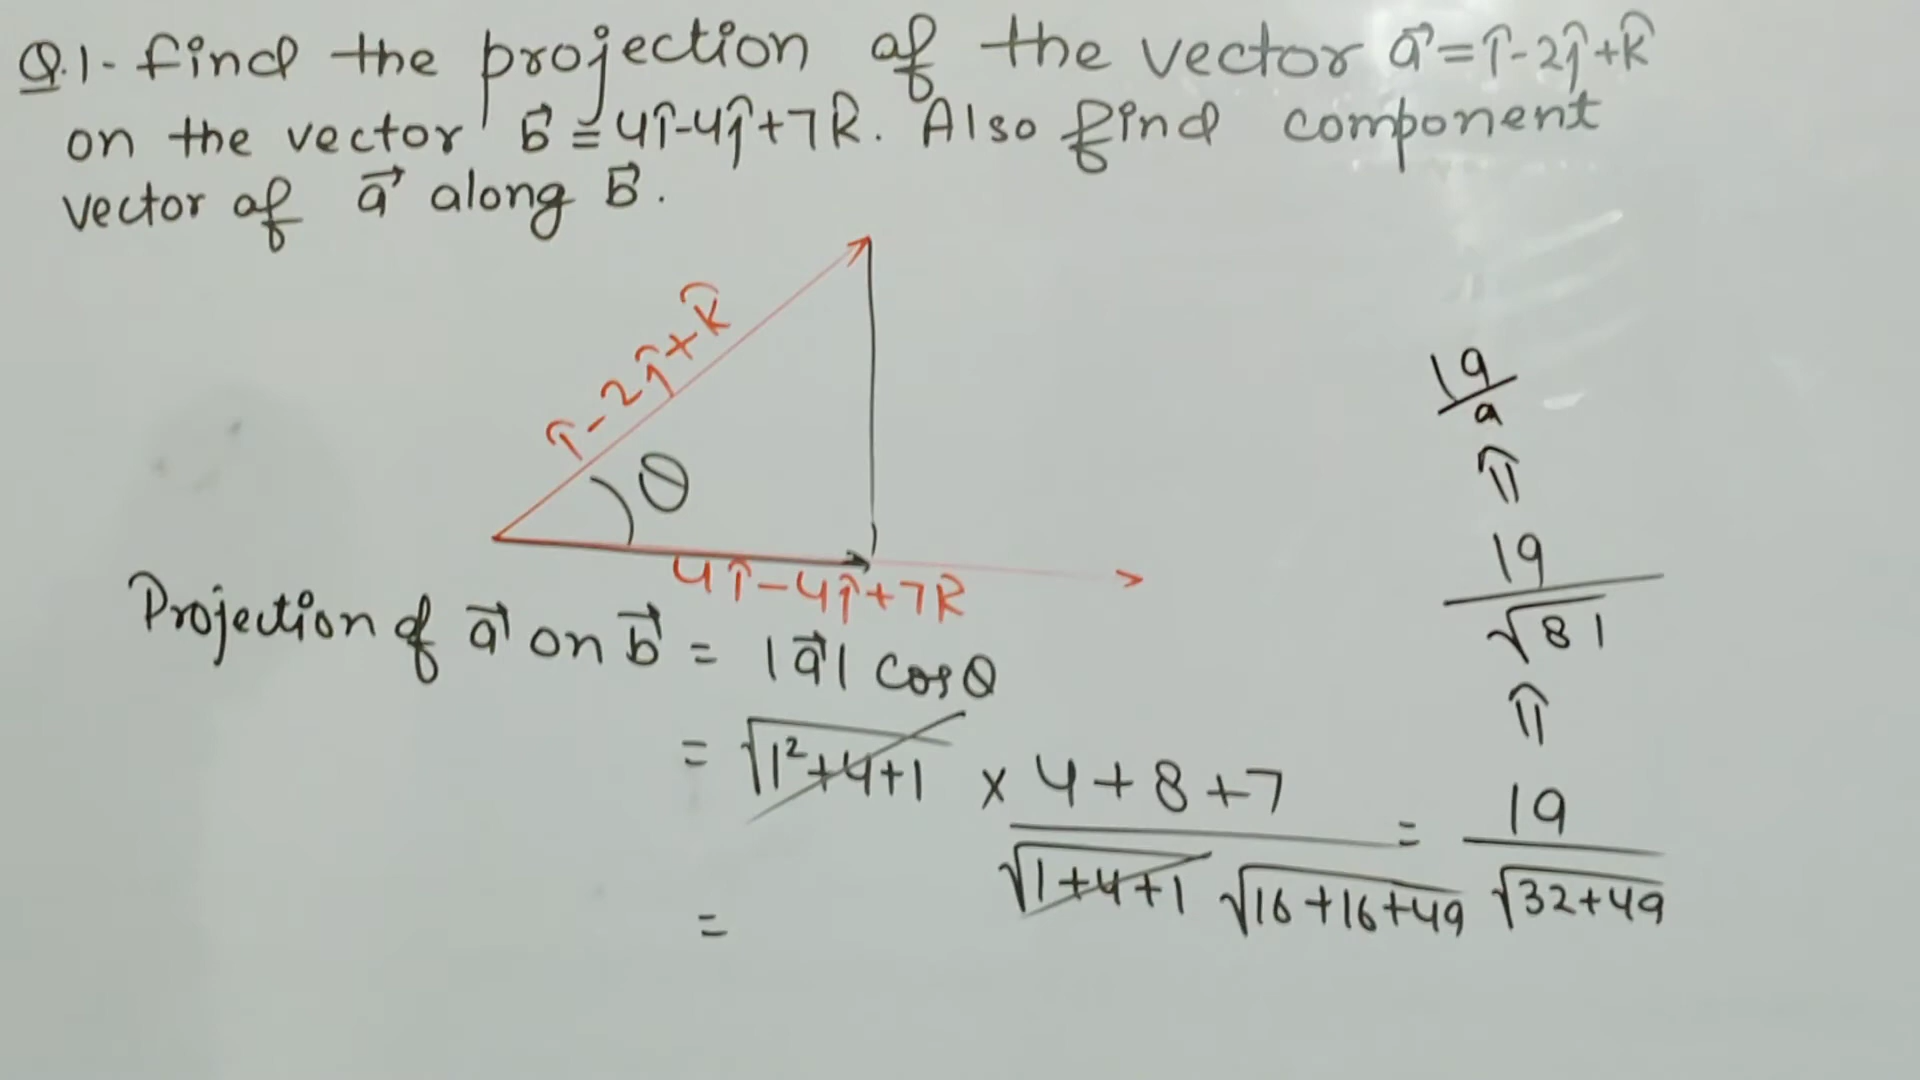 Q.1- find the projection of the vector a⃗ = î-2ĵ+k̂
on the vector b⃗ = 4î-4ĵ+7k̂. Also find component
vector of a⃗ along b⃗.
î-2ĵ+k̂
θ
4î-4ĵ+7k̂
Projection of a⃗ on b⃗ = |a⃗| cosθ
= √(1²+4+1) × (4+8+7)/(√(1+4+1) √(16+16+49)) = 19/√(32+49)
=
19/√81
19/9